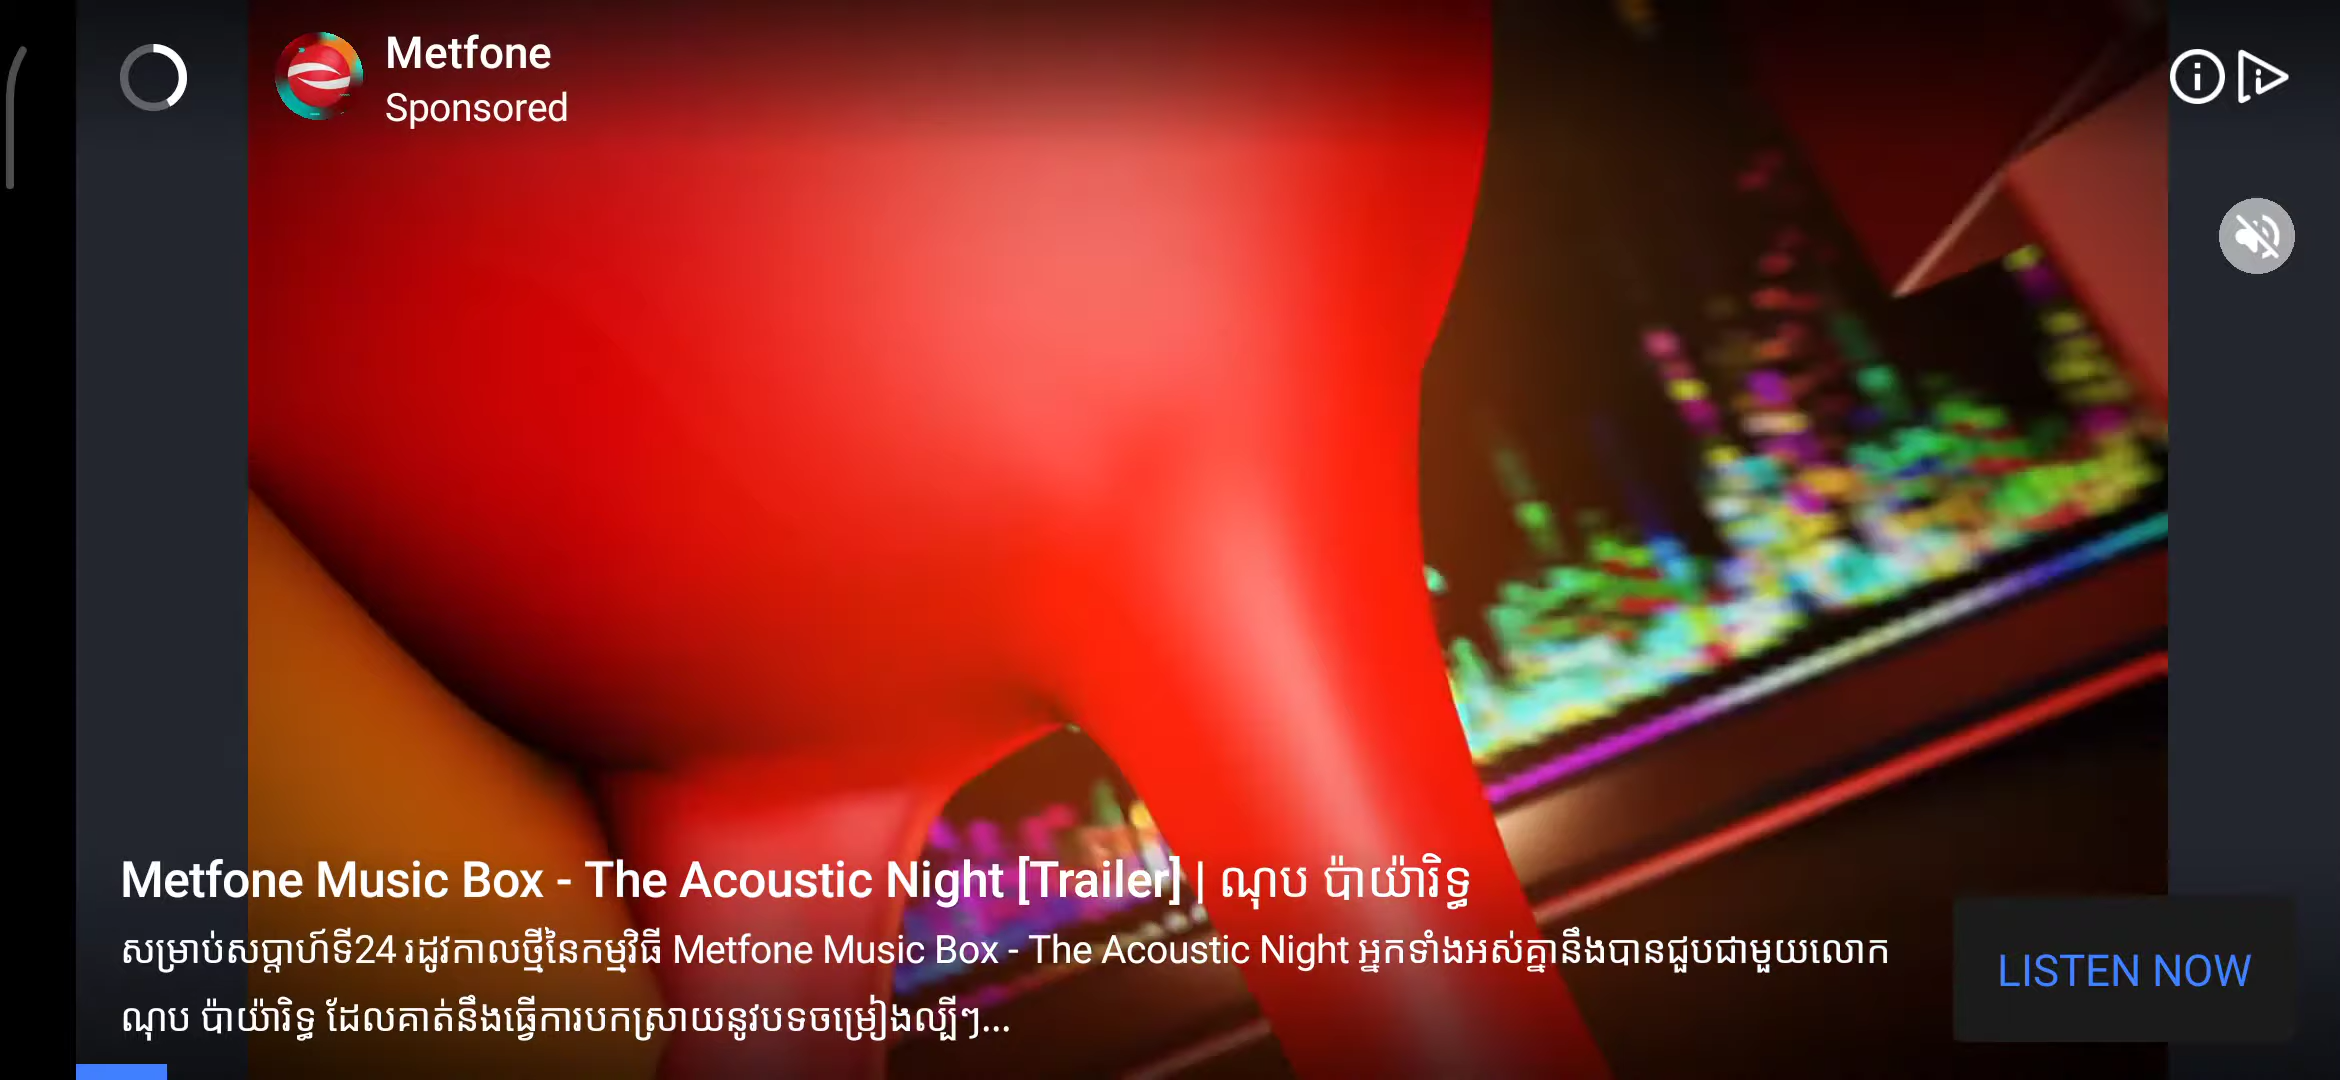 Metfone
Sponsored
Metfone Music Box - The Acoustic Night [Trailer] | ណុប ប៉ាយ៉ារិទ្ធ
សម្រាប់សប្តាហ៍ទី24 រដូវកាលថ្មីនៃកម្មវិធី Metfone Music Box - The Acoustic Night អ្នកទាំងអស់គ្នានឹងបានជួបជាមួយលោក
ណុប ប៉ាយ៉ារិទ្ធ ដែលគាត់នឹងធ្វើការបកស្រាយនូវបទចម្រៀងល្បីៗ...
LISTEN NOW